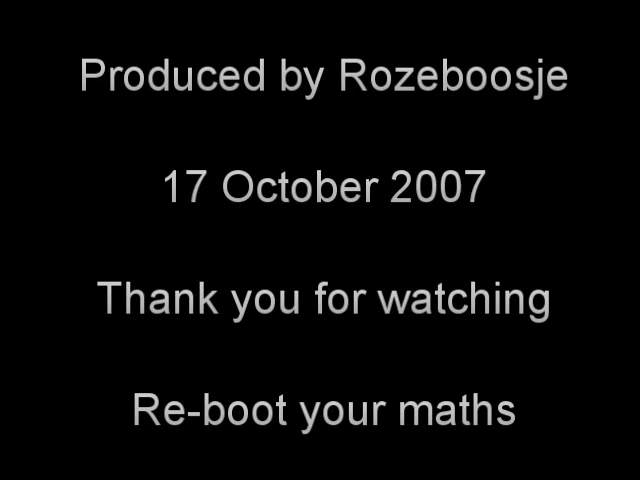 Produced by Rozeboosje
17 October 2007
Thank you for watching
Re-boot your maths